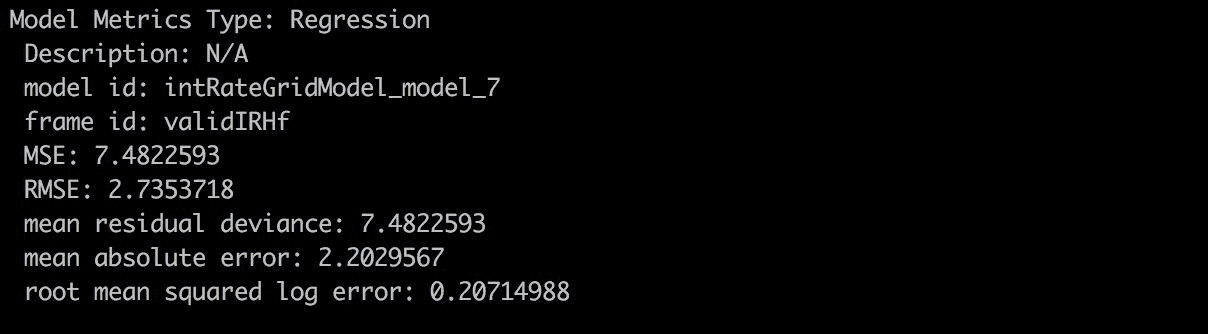 Model Metrics Type: Regression
Description: N/A
model id: intRateGridModel_model_7
frame id: validIRHf
MSE: 7.4822593
RMSE: 2.7353718
mean residual deviance: 7.4822593
mean absolute error: 2.2029567
root mean squared log error: 0.20714988